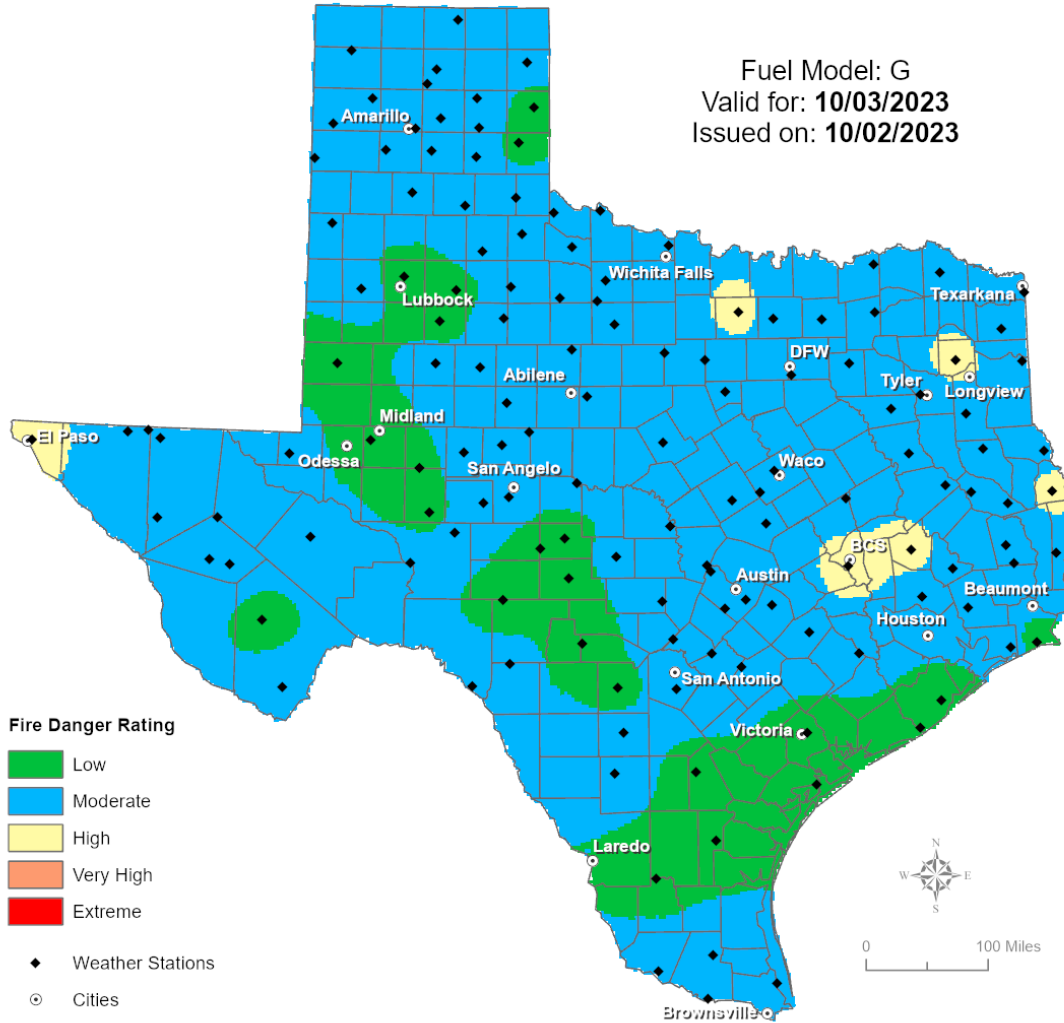 Fuel Model: G
Valid for: 10/03/2023
Issued on: 10/02/2023
Amarillo
Wichita Falls
Lubbock
Texarkana
DFW
Abilene
Tyler
Longview
Midland
El Paso
Odessa
San Angelo
Waco
BCS
Austin
Beaumont
Houston
San Antonio
Victoria
Laredo
Brownsville
Fire Danger Rating
Low
Moderate
High
Very High
Extreme
Weather Stations
Cities
N
W E
S
0 100 Miles